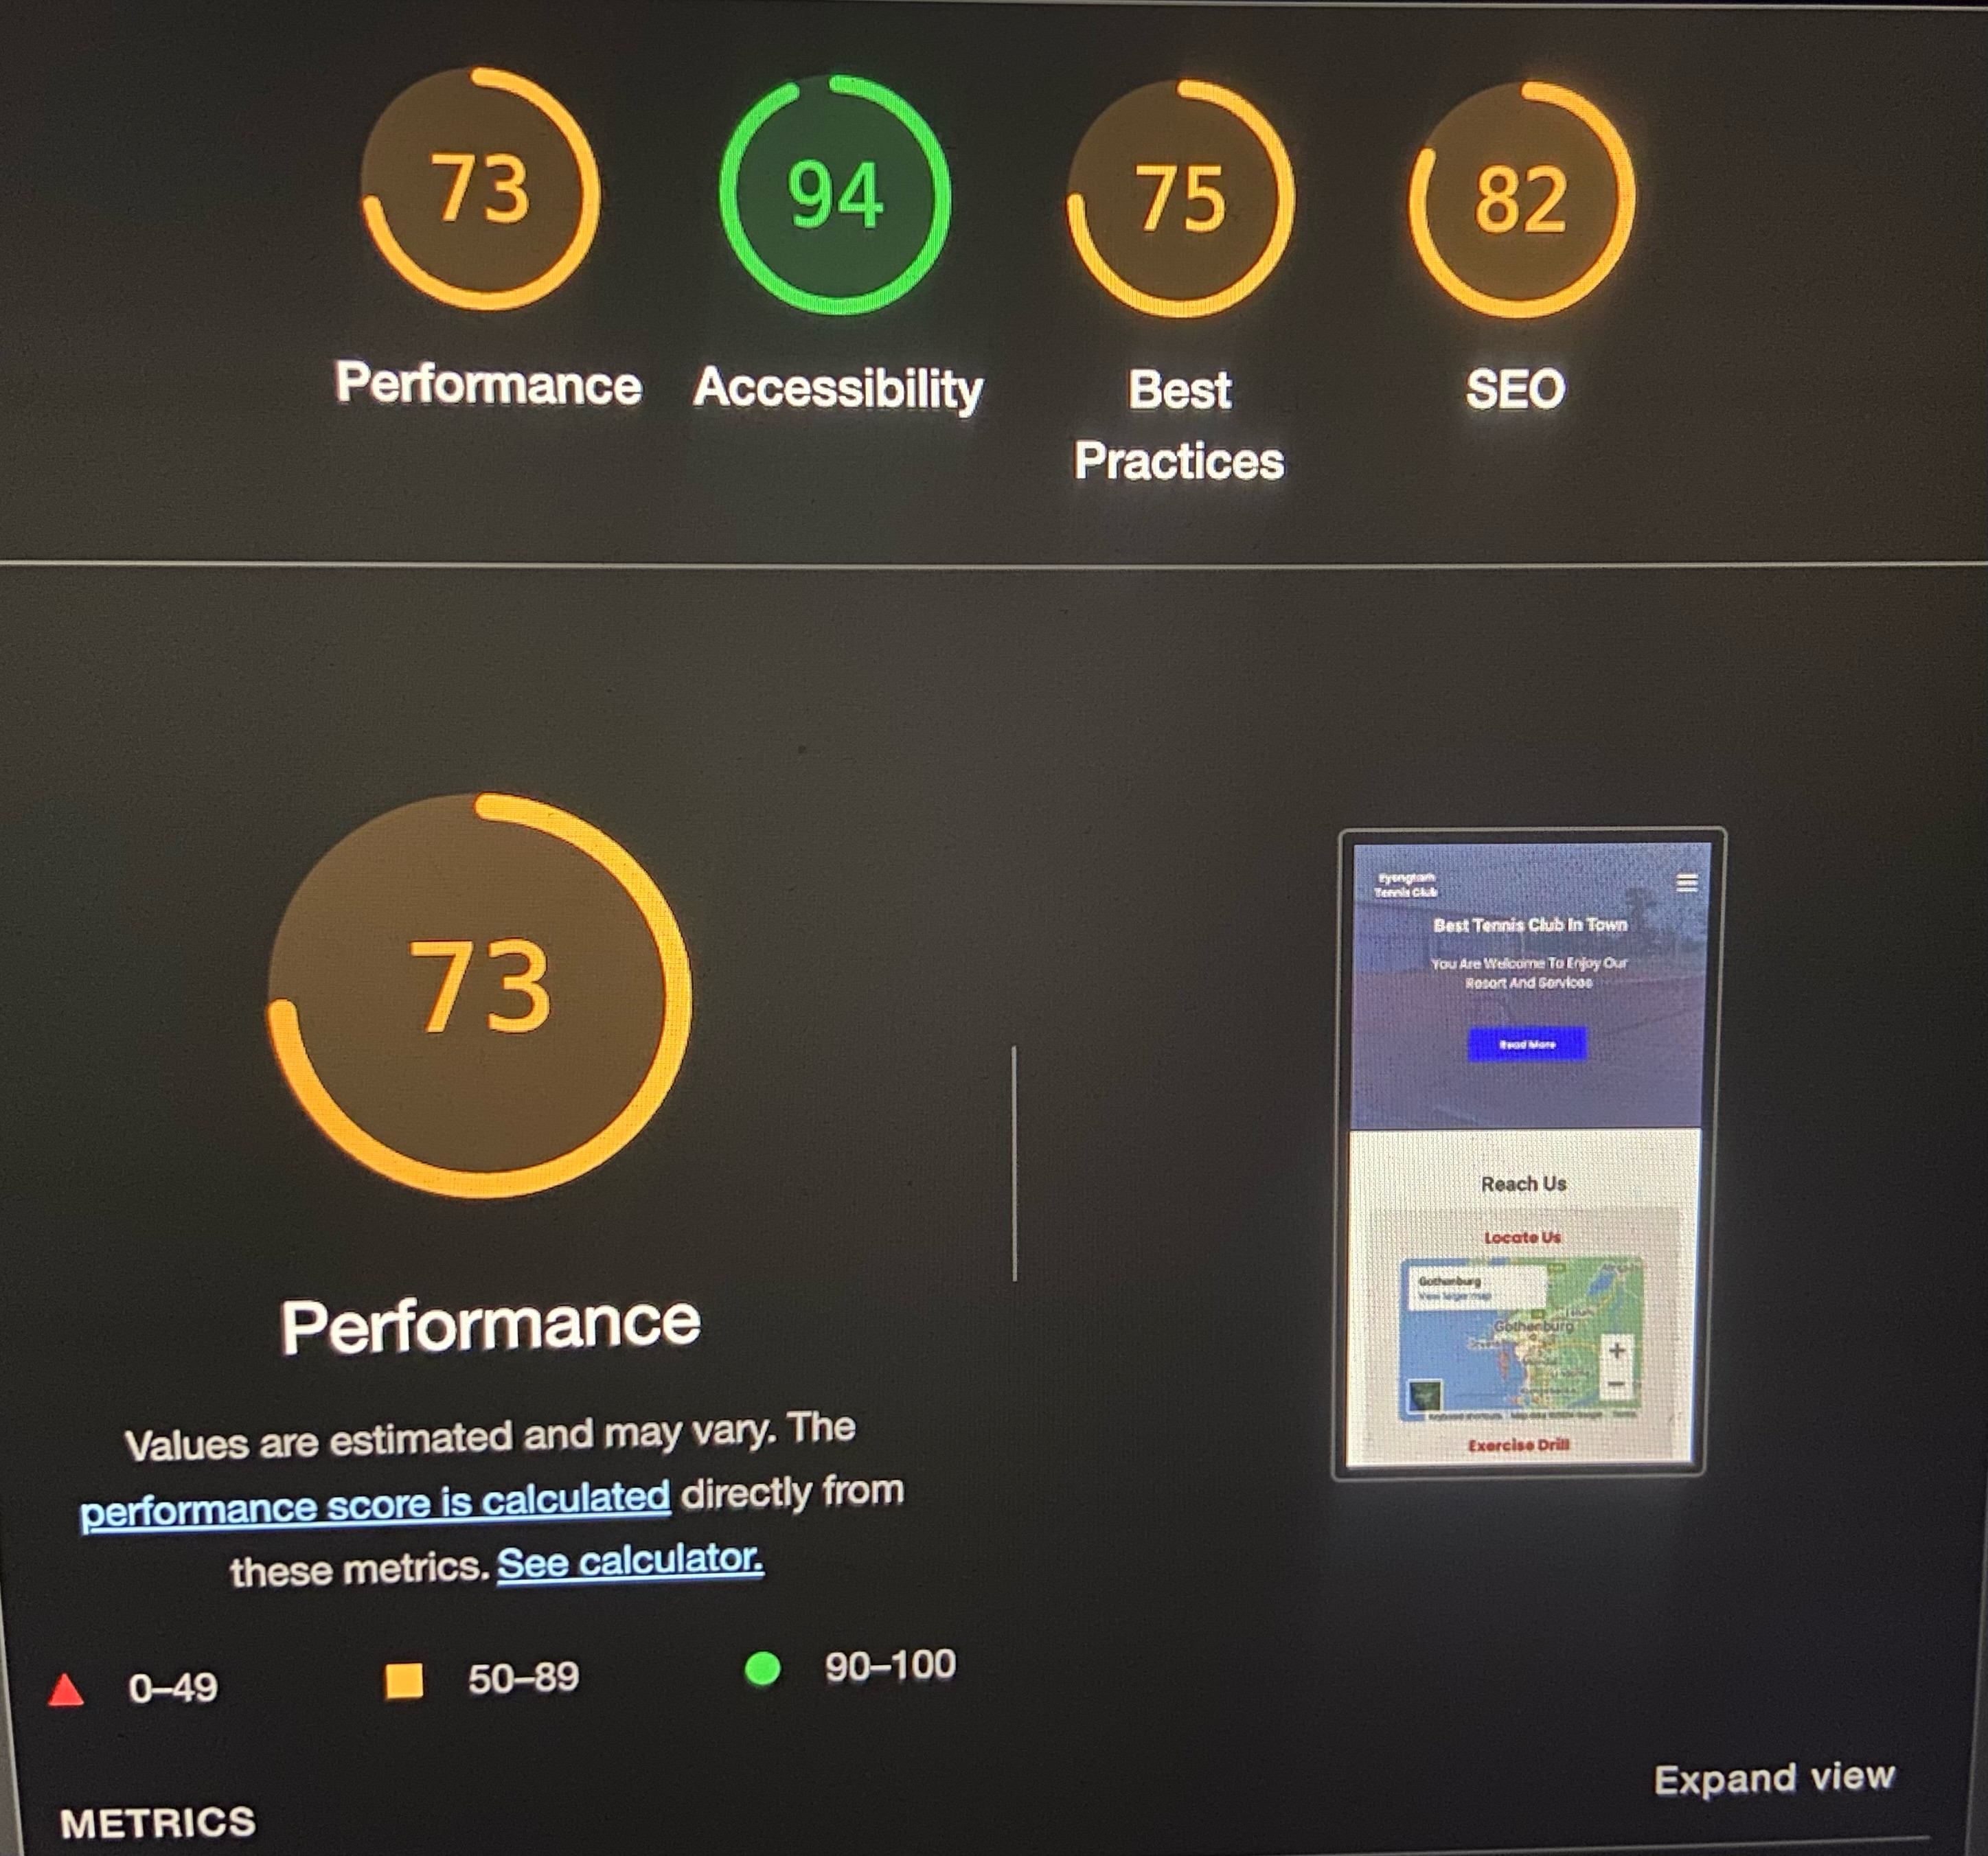 73
94
75
82
Performance
Accessibility
Best
Practices
SEO
73
Performance
Values are estimated and may vary. The
performance score is calculated directly from
these metrics. See calculator.
0–49
50–89
90–100
METRICS
Expand view
Tennis Club
Best Tennis Club In Town
You Are Welcome To Enjoy Our
Resort And Services
Read More
Reach Us
Locate Us
Gothenburg
View larger map
Gothenburg
+
−
Exercise Drill